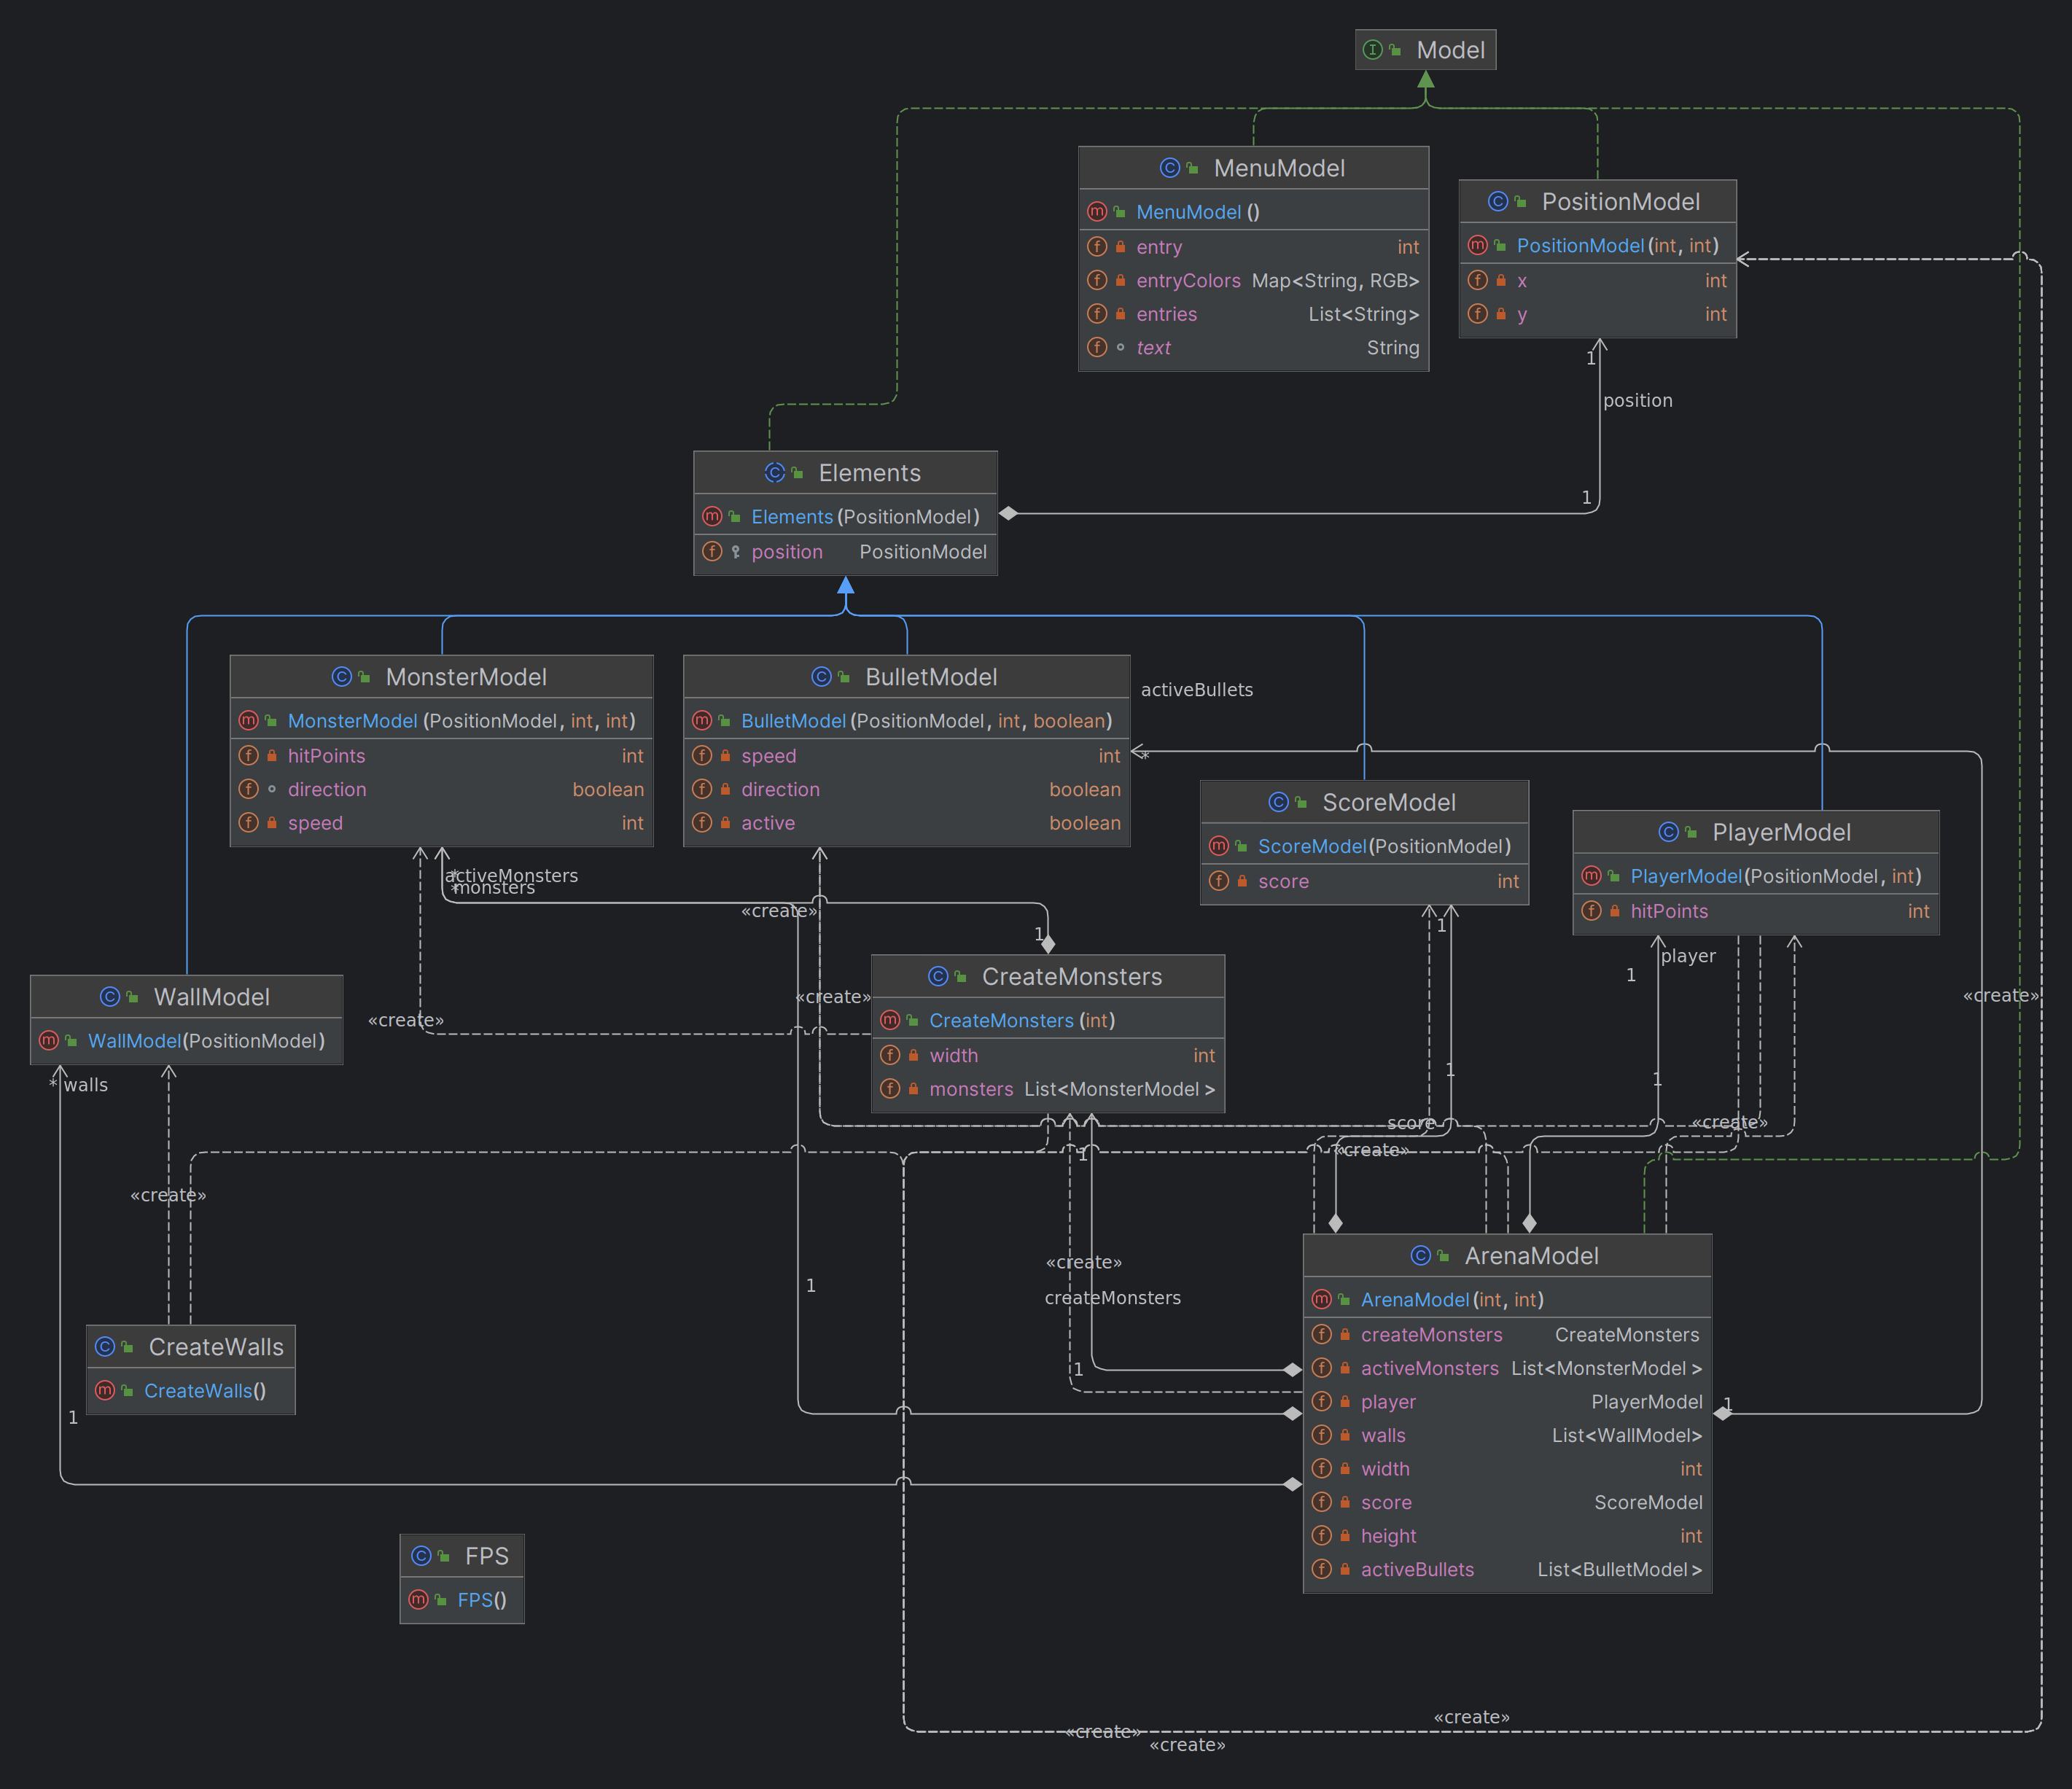 Model
MenuModel
MenuModel ()
entry int
entryColors Map<String, RGB>
entries List<String>
text String
PositionModel
PositionModel(int, int)
x int
y int
1
position
1
Elements
Elements(PositionModel)
position PositionModel
MonsterModel
MonsterModel (PositionModel, int, int)
hitPoints int
direction boolean
speed int
BulletModel
BulletModel(PositionModel, int, boolean)
speed int
direction boolean
active boolean
activeBullets
*
ScoreModel
ScoreModel(PositionModel)
score int
PlayerModel
PlayerModel(PositionModel, int)
hitPoints int
*
activeMonsters
*
monsters
«create»
1
1
player
1
CreateMonsters
CreateMonsters (int)
width int
monsters List<MonsterModel >
«create»
«create»
«create»
WallModel
WallModel(PositionModel)
* walls
1
1
score
«create»
«create»
1
«create»
«create»
createMonsters
1
1
1
1
CreateWalls
CreateWalls()
ArenaModel
ArenaModel(int, int)
createMonsters CreateMonsters
activeMonsters List<MonsterModel >
player PlayerModel
walls List<WallModel>
width int
score ScoreModel
height int
activeBullets List<BulletModel >
FPS
FPS()
«create»
«create»
«create»